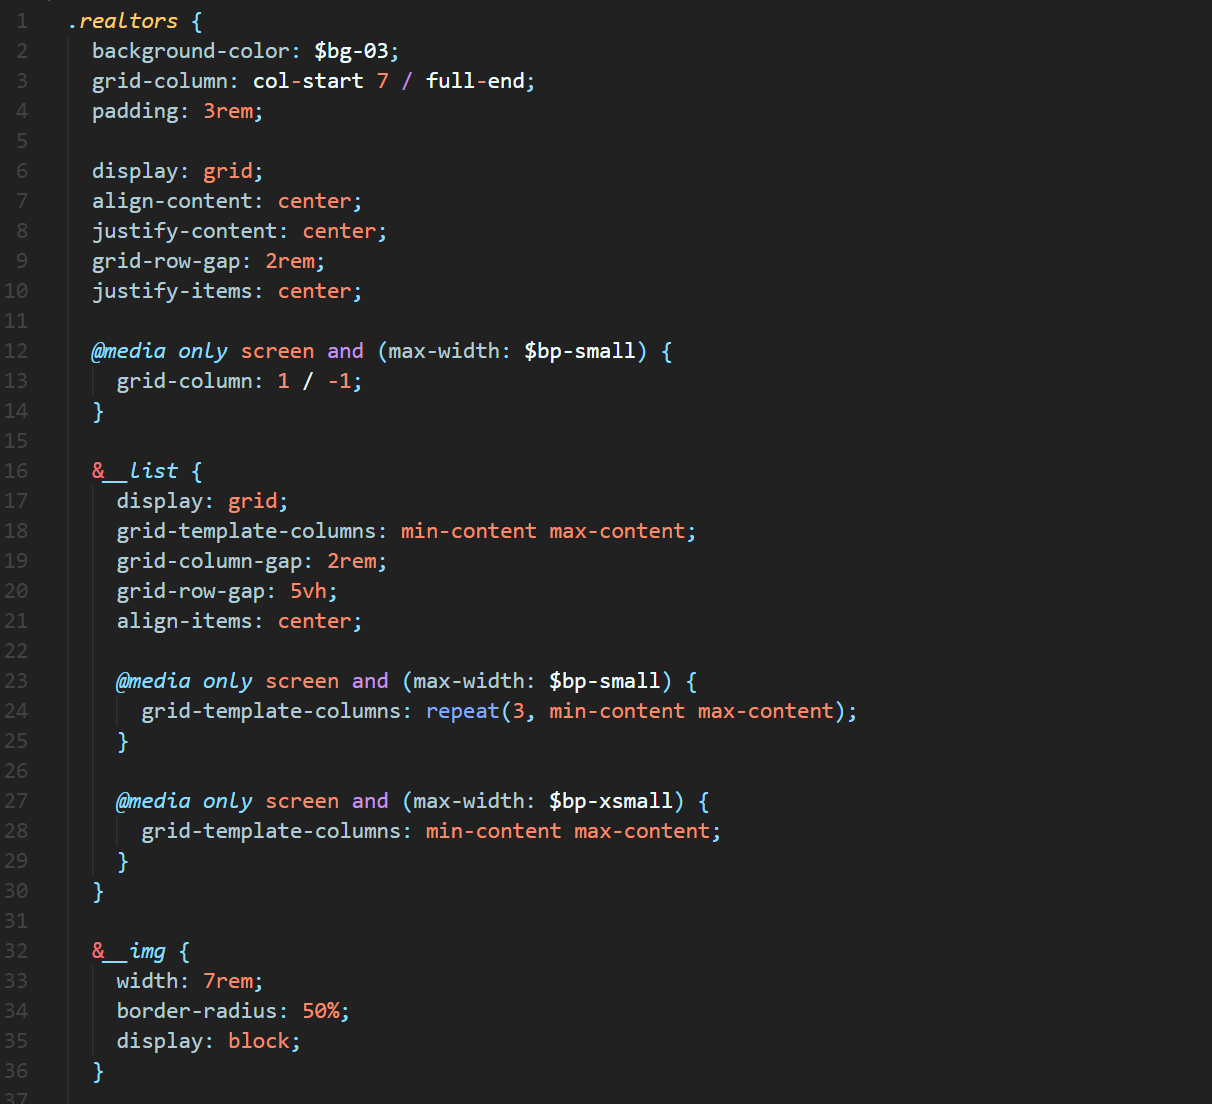 1 .realtors {
2 background-color: $bg-03;
3 grid-column: col-start 7 / full-end;
4 padding: 3rem;
5
6 display: grid;
7 align-content: center;
8 justify-content: center;
9 grid-row-gap: 2rem;
10 justify-items: center;
11
12 @media only screen and (max-width: $bp-small) {
13 grid-column: 1 / -1;
14 }
15
16 &__list {
17 display: grid;
18 grid-template-columns: min-content max-content;
19 grid-column-gap: 2rem;
20 grid-row-gap: 5vh;
21 align-items: center;
22
23 @media only screen and (max-width: $bp-small) {
24 grid-template-columns: repeat(3, min-content max-content);
25 }
26
27 @media only screen and (max-width: $bp-xsmall) {
28 grid-template-columns: min-content max-content;
29 }
30 }
31
32 &__img {
33 width: 7rem;
34 border-radius: 50%;
35 display: block;
36 }
37